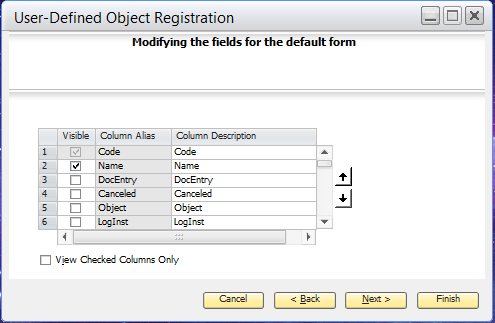 User-Defined Object Registration
Modifying the fields for the default form
Visible Column Alias Column Description
1 Code Code
2 Name Name
3 DocEntry DocEntry
4 Canceled Canceled
5 Object Object
6 LogInst LogInst
View Checked Columns Only
Cancel < Back Next > Finish